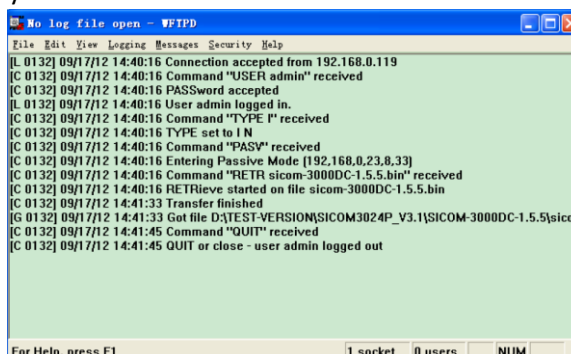 No log file open - WFTPD
File Edit View Logging Messages Security Help
[L 0132] 09/17/12 14:40:16 Connection accepted from 192.168.0.119
[C 0132] 09/17/12 14:40:16 Command "USER admin" received
[C 0132] 09/17/12 14:40:16 PASSword accepted
[L 0132] 09/17/12 14:40:16 User admin logged in.
[C 0132] 09/17/12 14:40:16 Command "TYPE I" received
[C 0132] 09/17/12 14:40:16 TYPE set to I N
[C 0132] 09/17/12 14:40:16 Command "PASV" received
[C 0132] 09/17/12 14:40:16 Entering Passive Mode (192,168,0,23,8,33)
[C 0132] 09/17/12 14:40:16 Command "RETR sicom-3000DC-1.5.5.bin" received
[C 0132] 09/17/12 14:40:16 RETRieve started on file sicom-3000DC-1.5.5.bin
[C 0132] 09/17/12 14:41:33 Transfer finished
[G 0132] 09/17/12 14:41:33 Got file D:\TEST-VERSION\SICOM3024P_V3.1\SICOM-3000DC-1.5.5\sico
[C 0132] 09/17/12 14:41:45 Command "QUIT" received
[C 0132] 09/17/12 14:41:45 QUIT or close - user admin logged out
For Help, press F1 1 socket 0 users NUM